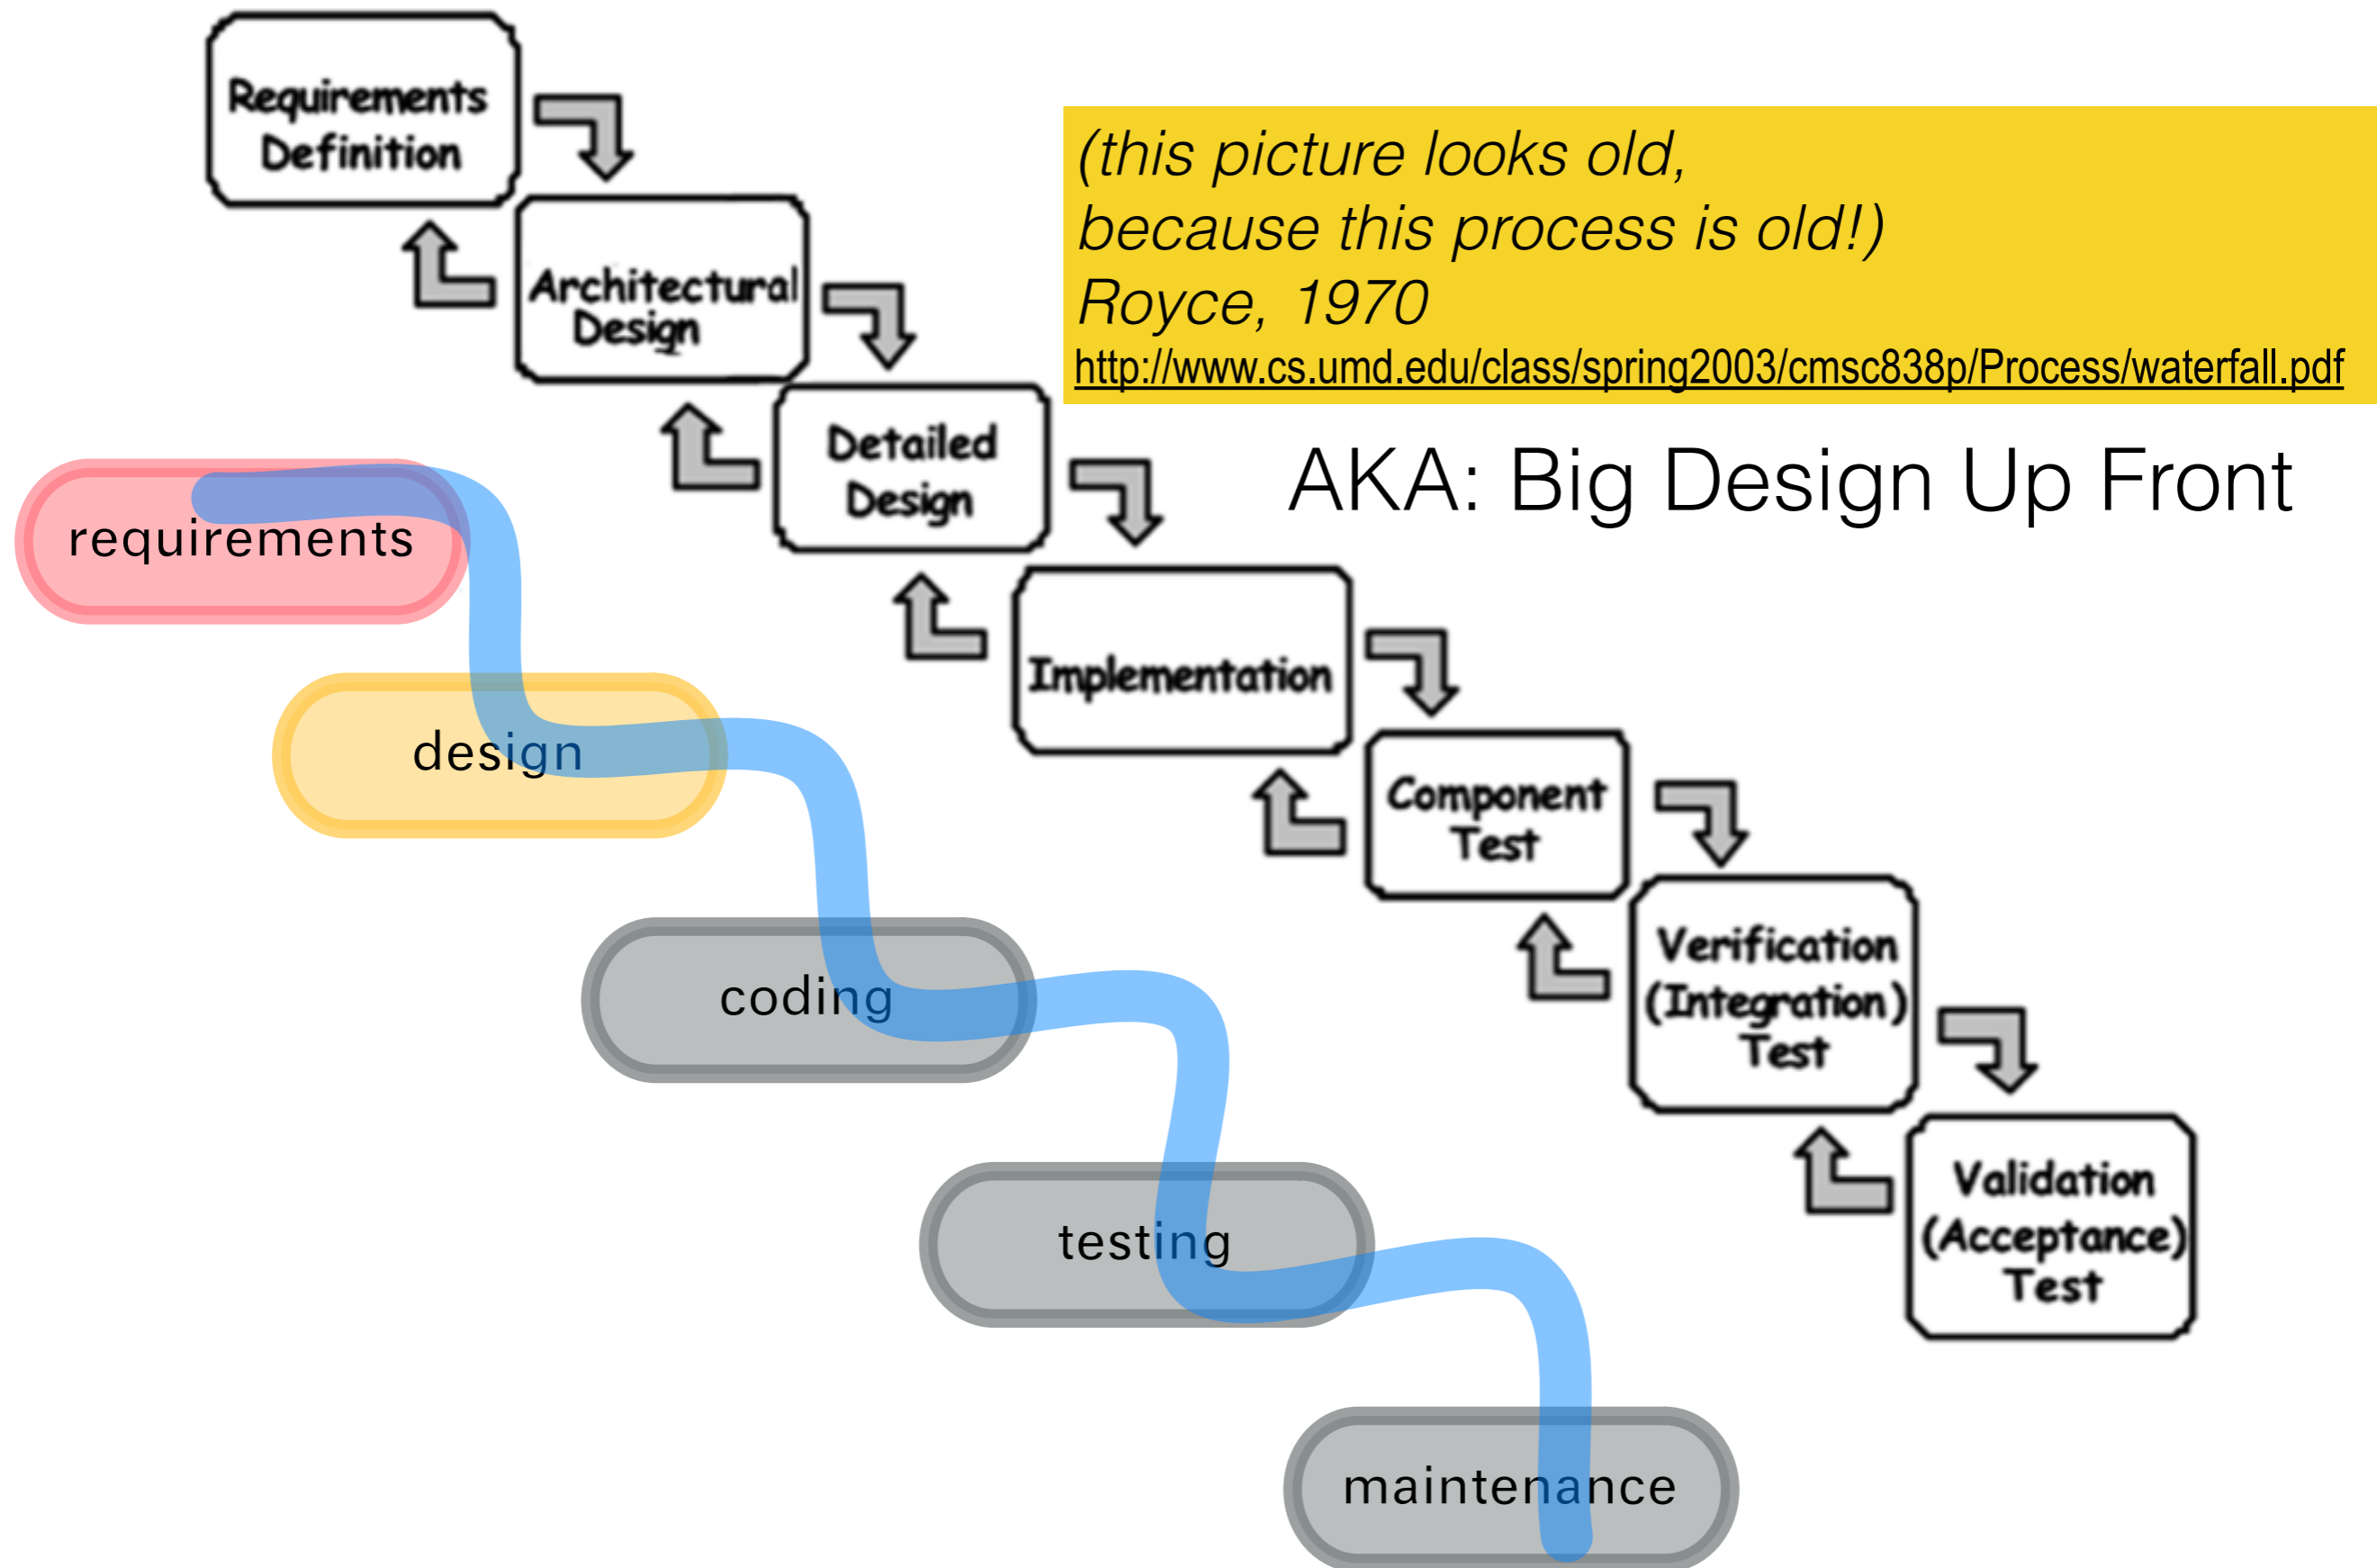 Requirements
Definition
(this picture looks old,
because this process is old!)
Royce, 1970
http://www.cs.umd.edu/class/spring2003/cmsc838p/Process/waterfall.pdf
Architectural
Design
Detailed
Design
AKA: Big Design Up Front
requirements
Implementation
design
Component
Test
Verification
(Integration)
Test
coding
Validation
(Acceptance)
Test
testing
maintenance